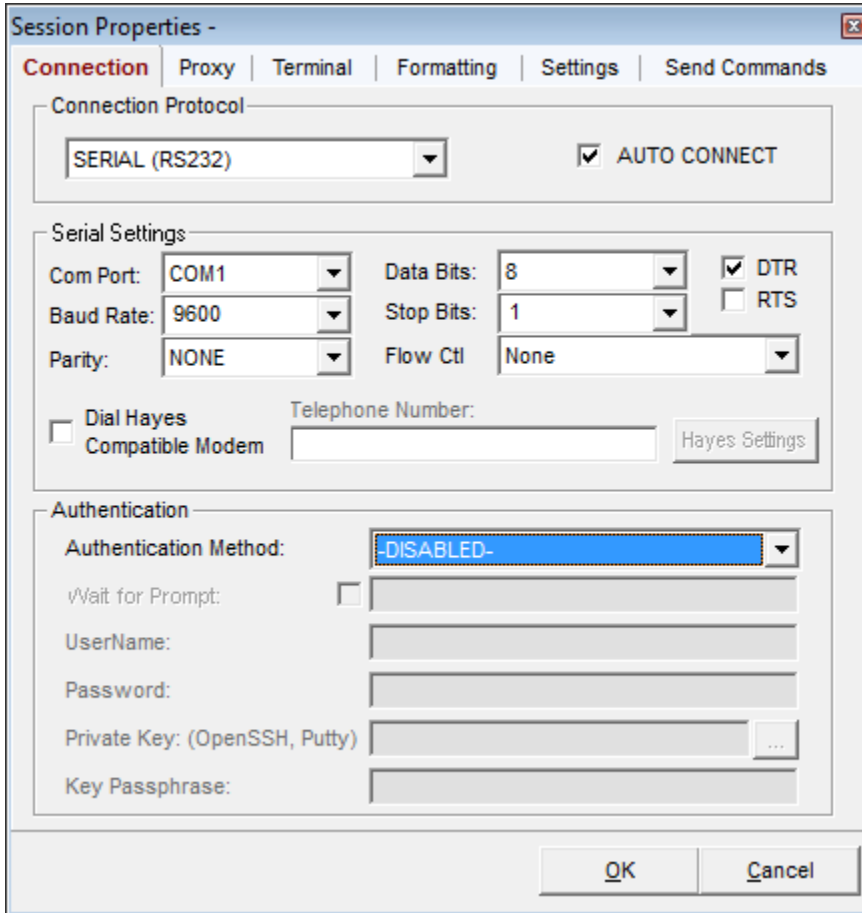 Session Properties -
Connection Proxy Terminal Formatting Settings Send Commands
Connection Protocol
SERIAL (RS232) AUTO CONNECT
Serial Settings
Com Port: COM1 Data Bits: 8 DTR
Baud Rate: 9600 Stop Bits: 1 RTS
Parity: NONE Flow Ctl None
Dial Hayes Telephone Number:
Compatible Modem Hayes Settings
Authentication
Authentication Method: -DISABLED-
Wait for Prompt:
UserName:
Password:
Private Key: (OpenSSH, Putty) ...
Key Passphrase:
OK Cancel